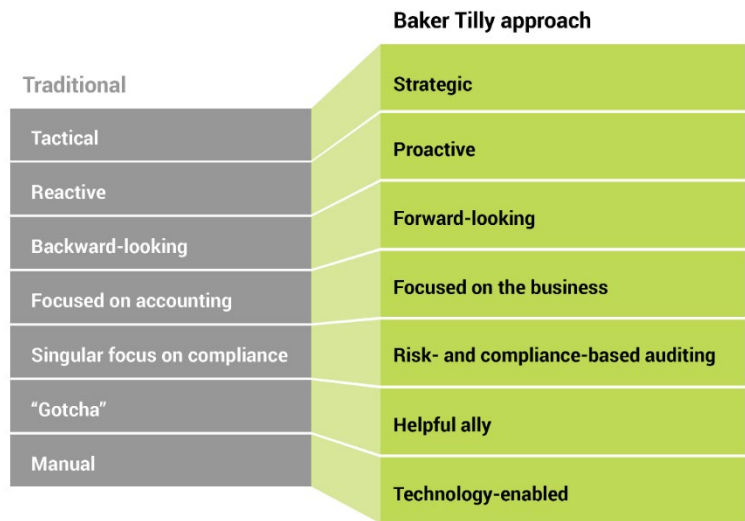 Baker Tilly approach
Traditional
Strategic
Tactical
Proactive
Reactive
Forward-looking
Backward-looking
Focused on the business
Focused on accounting
Risk- and compliance-based auditing
Singular focus on compliance
Helpful ally
“Gotcha”
Technology-enabled
Manual